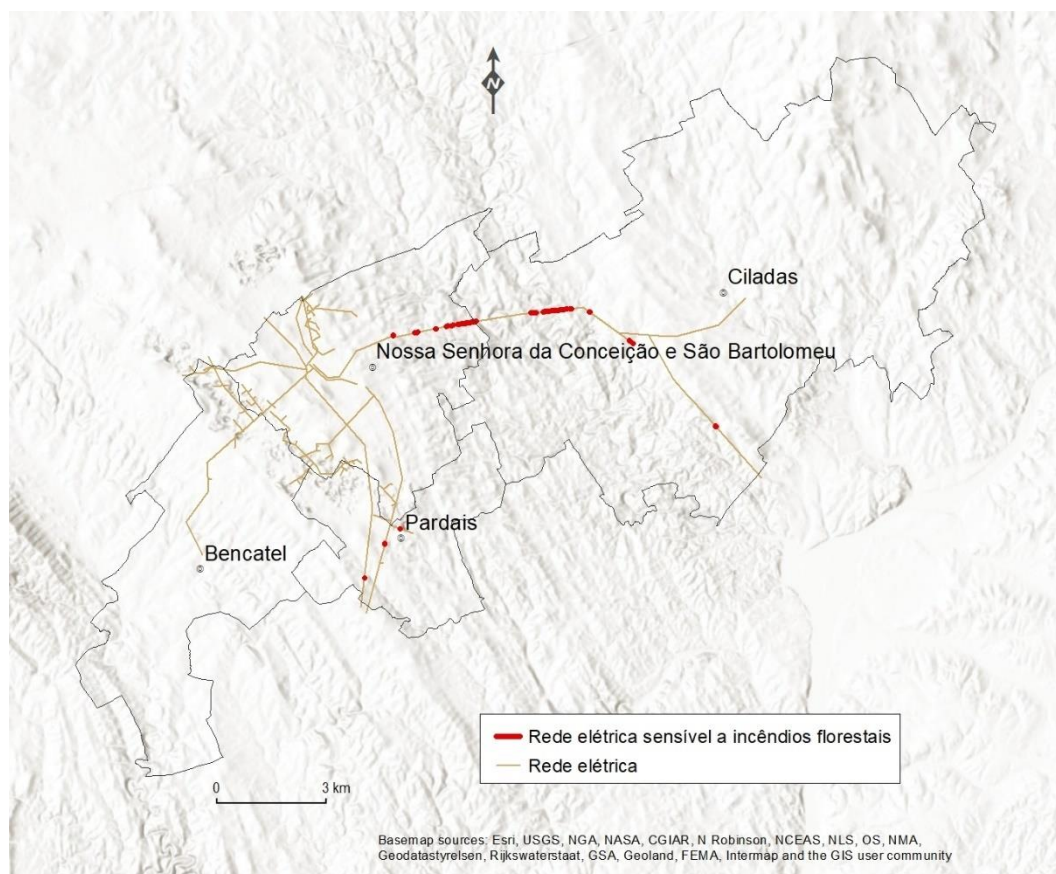 N
Ciladas
Nossa Senhora da Conceição e São Bartolomeu
Pardais
Bencatel
Rede elétrica sensível a incêndios florestais
Rede elétrica
0 3 km
Basemap sources: Esri, USGS, NGA, NASA, CGIAR, N Robinson, NCEAS, NLS, OS, NMA,
Geodatastyrelsen, Rijkswaterstaat, GSA, Geoland, FEMA, Intermap and the GIS user community